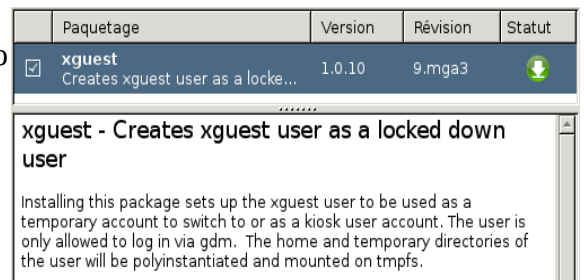 Paquetage Version Révision Statut
xguest
Creates xguest user as a locke... 1.0.10 9.mga3
xguest - Creates xguest user as a locked down
user
Installing this package sets up the xguest user to be used as a
temporary account to switch to or as a kiosk user account. The user is
only allowed to log in via gdm. The home and temporary directories of
the user will be polyinstantiated and mounted on tmpfs.